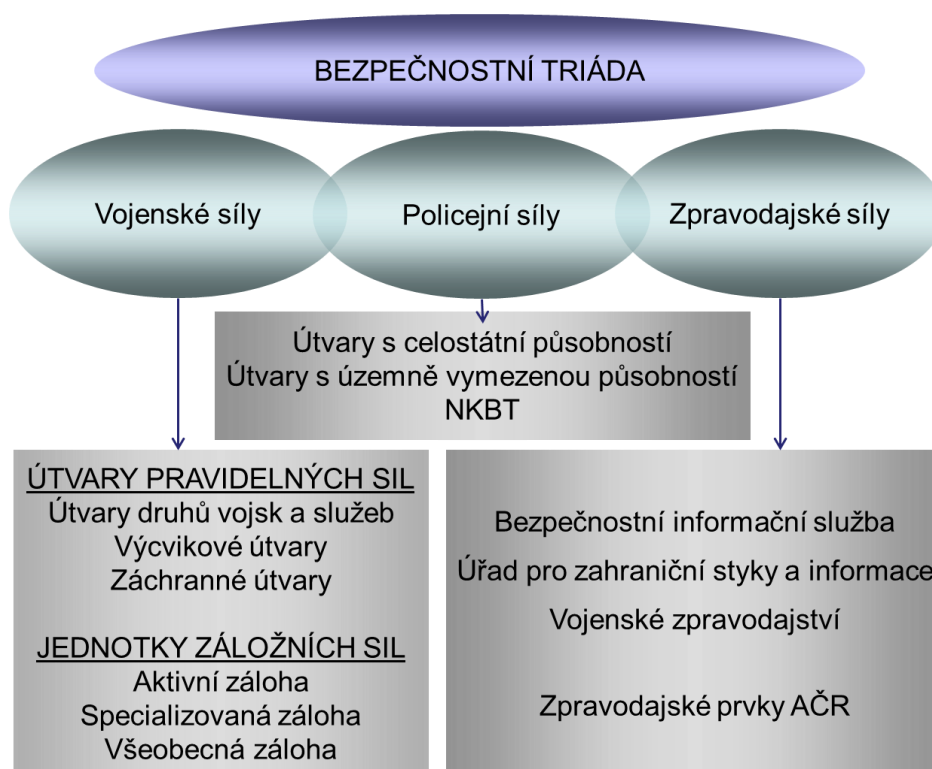 BEZPEČNOSTNÍ TRIÁDA
Vojenské síly
Policejní síly
Zpravodajské síly
Útvary s celostátní působností
Útvary s územně vymezenou působností
NKBT
ÚTVARY PRAVIDELNÝCH SIL
Útvary druhů vojsk a služeb
Výcvikové útvary
Záchranné útvary
JEDNOTKY ZÁLOŽNÍCH SIL
Aktivní záloha
Specializovaná záloha
Všeobecná záloha
Bezpečnostní informační služba
Úřad pro zahraniční styky a informace
Vojenské zpravodajství
Zpravodajské prvky AČR